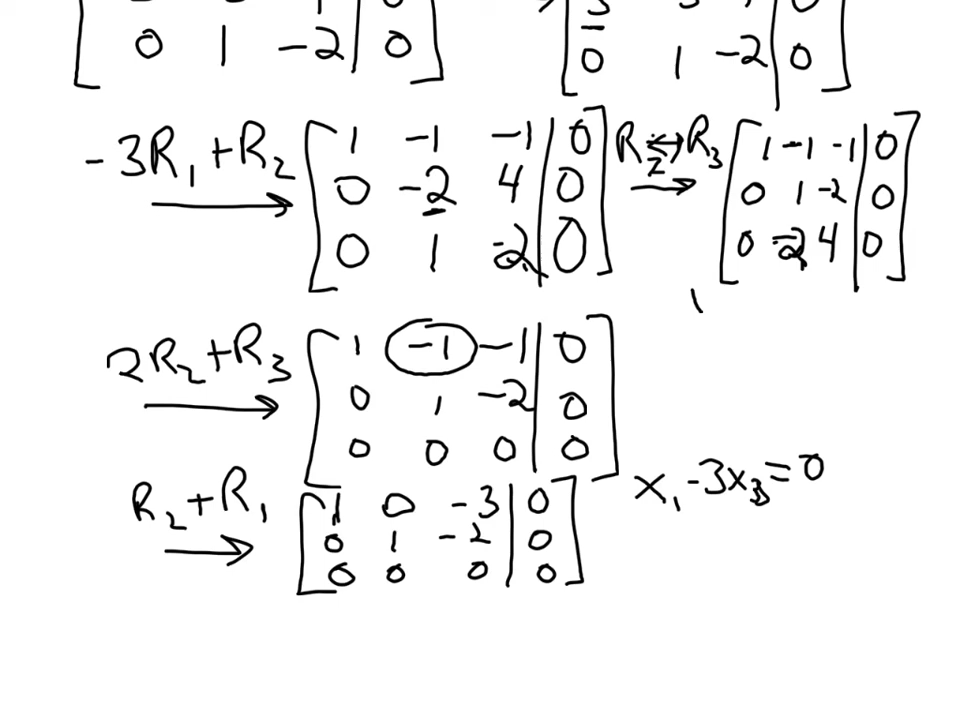 [ 0 1 -2 | 0 ]
[ 0 1 -2 | 0 ]
-3R₁ + R₂ → [ 1 -1 -1 | 0
0 -2 4 | 0
0 1 -2 | 0 ]
R₂ ↔ R₃ → [ 1 -1 -1 | 0
0 1 -2 | 0
0 -2 4 | 0 ]
2R₂ + R₃ → [ 1 -1 -1 | 0
0 1 -2 | 0
0 0 0 | 0 ]
R₂ + R₁ → [ 1 0 -3 | 0
0 1 -2 | 0
0 0 0 | 0 ]
x₁ - 3x₃ = 0